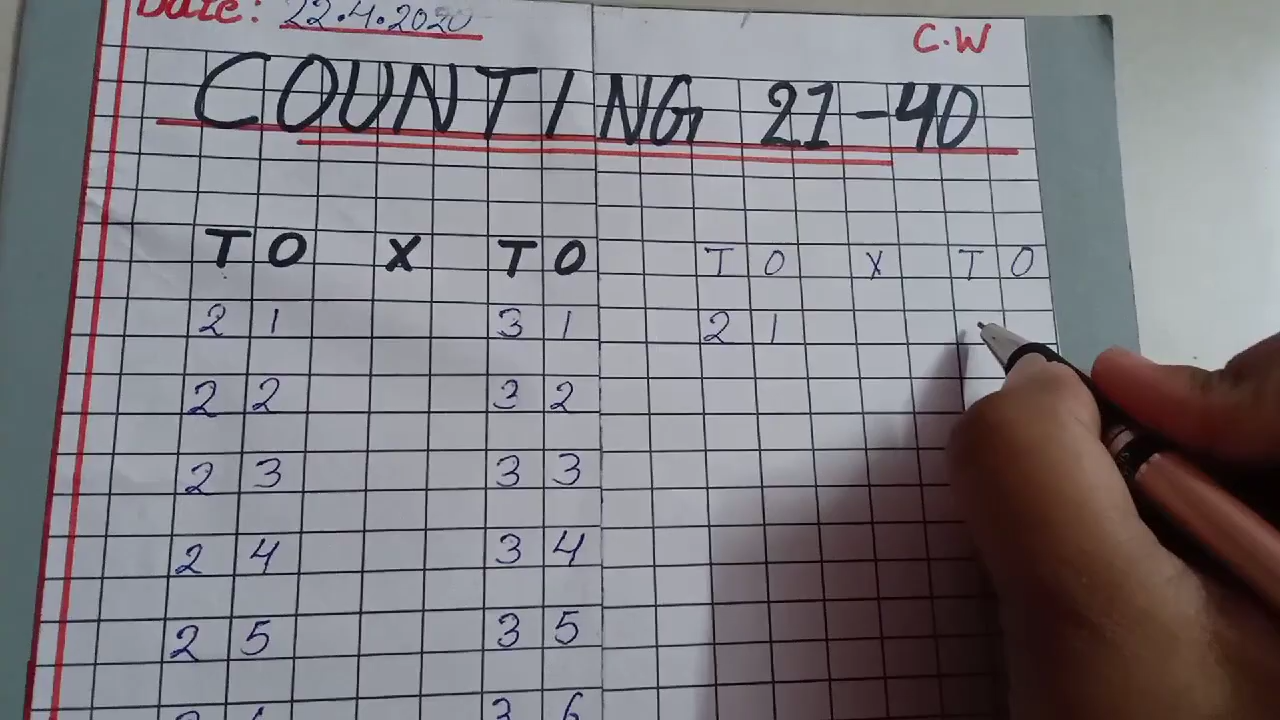 Date: 22.4.2020
C.W
COUNTING 21-40
T O X T O T O X T O
2 1 3 1 2 1
2 2 3 2
2 3 3 3
2 4 3 4
2 5 3 5
3 6